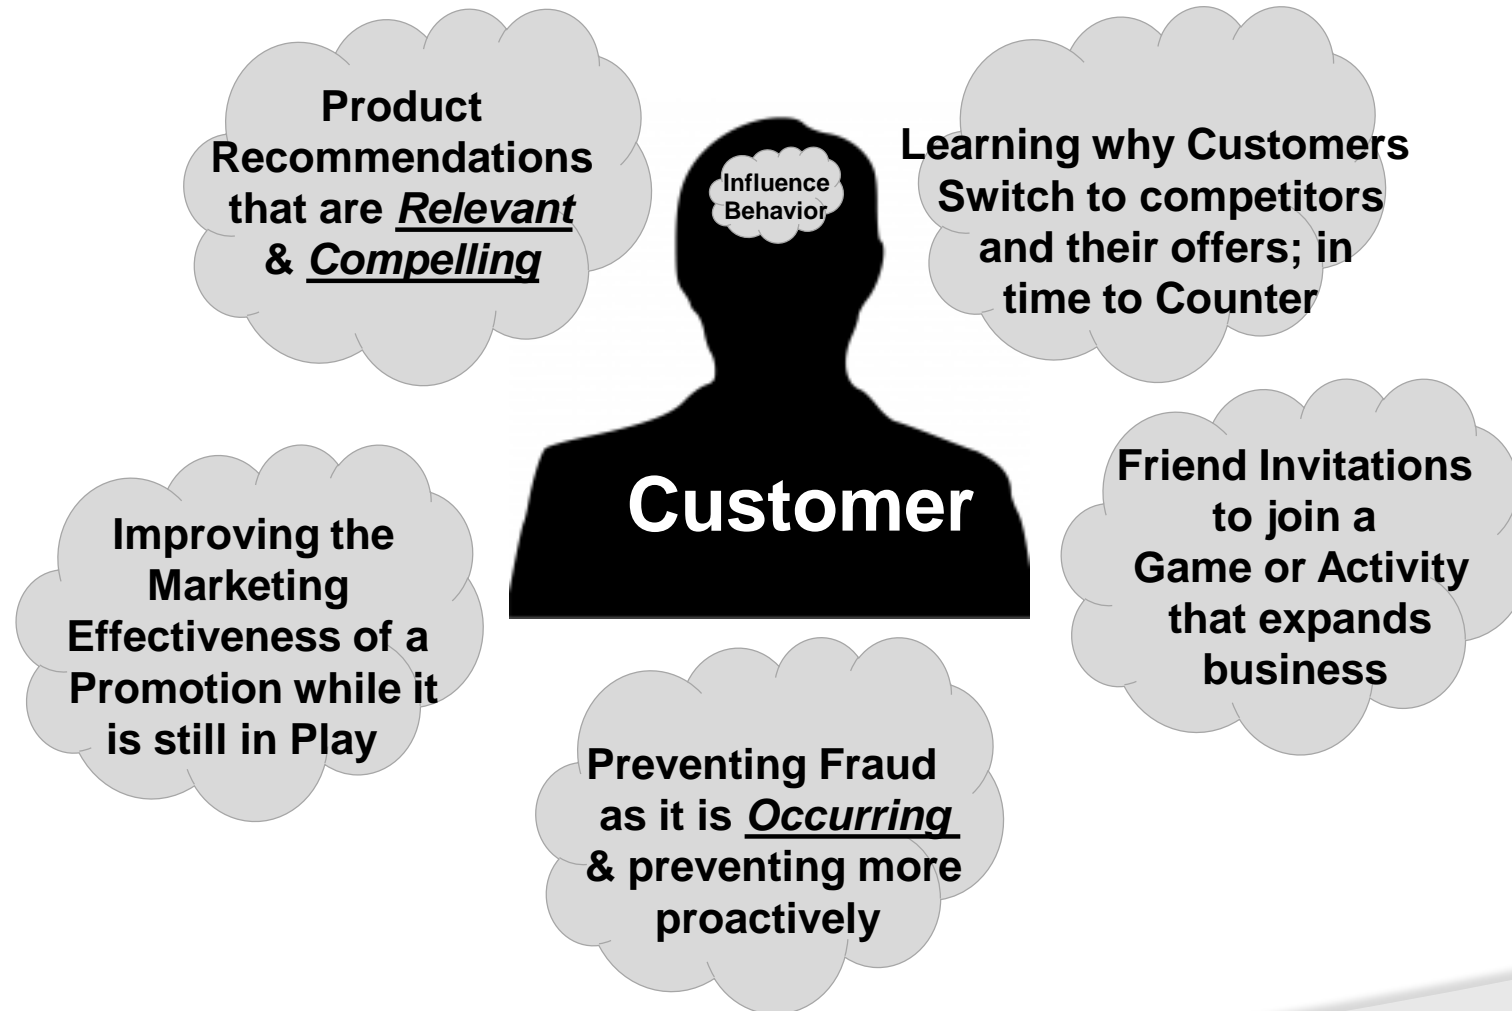 Product
Recommendations
that are Relevant
& Compelling
Influence
Behavior
Learning why Customers
Switch to competitors
and their offers; in
time to Counter
Customer
Improving the
Marketing
Effectiveness of a
Promotion while it
is still in Play
Friend Invitations
to join a
Game or Activity
that expands
business
Preventing Fraud
as it is Occurring
& preventing more
proactively